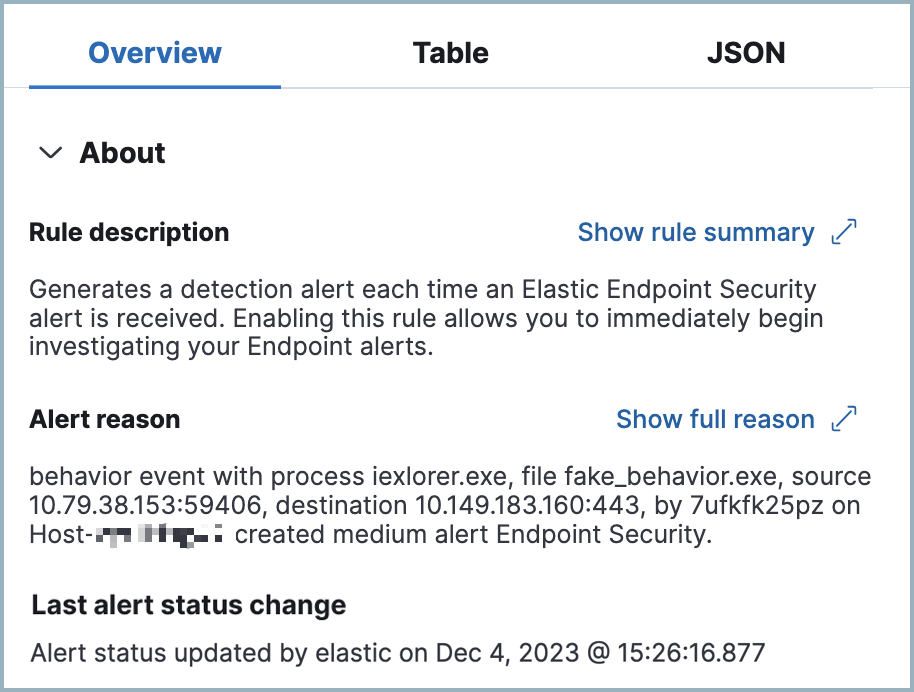 Overview Table JSON
About
Rule description Show rule summary
Generates a detection alert each time an Elastic Endpoint Security
alert is received. Enabling this rule allows you to immediately begin
investigating your Endpoint alerts.
Alert reason Show full reason
behavior event with process iexlorer.exe, file fake_behavior.exe, source
10.79.38.153:59406, destination 10.149.183.160:443, by 7ufkfk25pz on
Host- created medium alert Endpoint Security.
Last alert status change
Alert status updated by elastic on Dec 4, 2023 @ 15:26:16.877